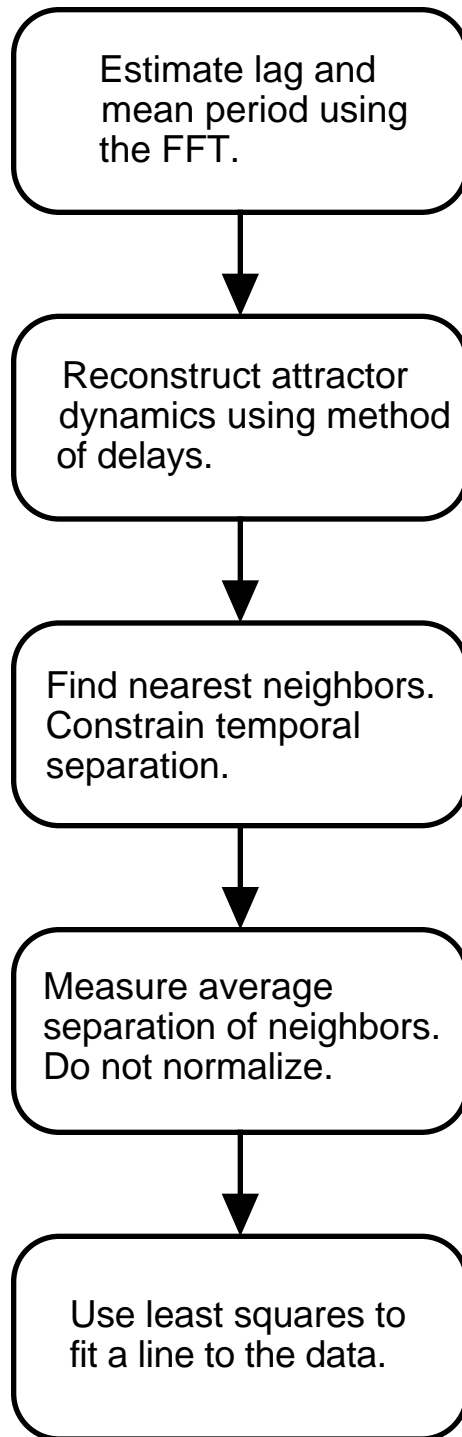 Estimate lag and
mean period using
the FFT.
Reconstruct attractor
dynamics using method
of delays.
Find nearest neighbors.
Constrain temporal
separation.
Measure average
separation of neighbors.
Do not normalize.
Use least squares to
fit a line to the data.